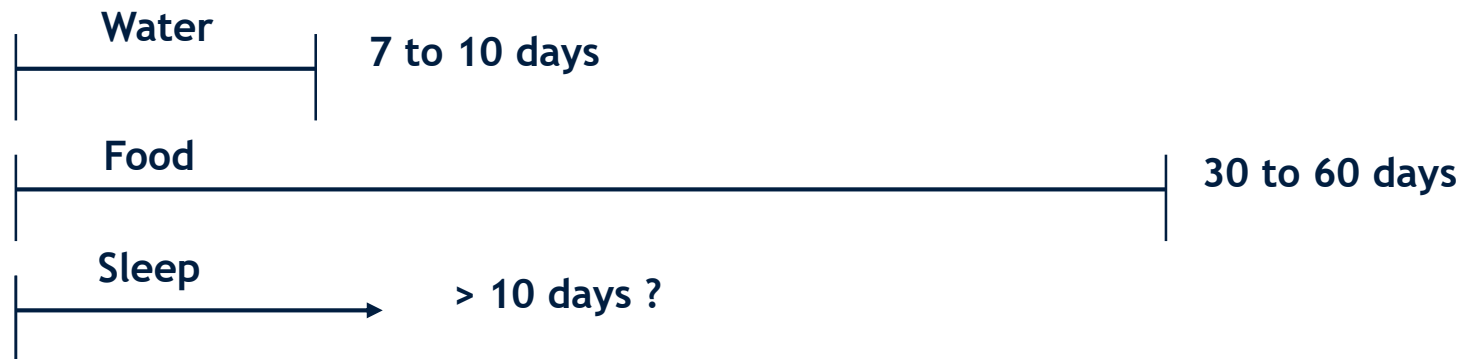 Water
7 to 10 days
Food
30 to 60 days
Sleep
> 10 days ?